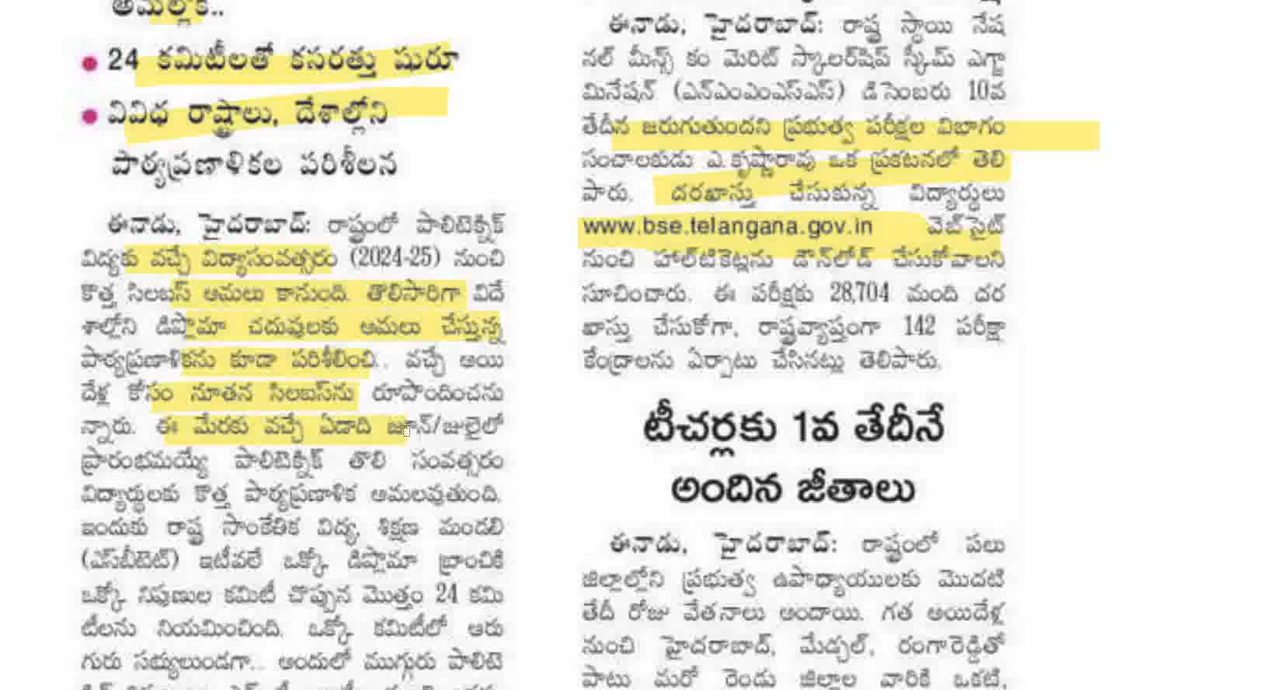 అమల్లోకి..
● 24 కమిటీలతో కసరత్తు షురూ
● వివిధ రాష్ట్రాలు, దేశాల్లోని
పాఠ్యప్రణాళికల పరిశీలన
ఈనాడు, హైదరాబాద్: రాష్ట్రంలో పాలిటెక్నిక్
విద్యకు వచ్చే విద్యాసంవత్సరం (2024-25) నుంచి
కొత్త సిలబస్ అమలు కానుంది. తొలిసారిగా విదే
శాల్లోని డిప్లొమా చదువులకు అమలు చేస్తున్న
పాఠ్యప్రణాళికను కూడా పరిశీలించి.. వచ్చే అయి
దేళ్ల కోసం నూతన సిలబస్‌ను రూపొందించను
న్నారు. ఈ మేరకు వచ్చే ఏడాది జూన్/జులైలో
ప్రారంభమయ్యే పాలిటెక్నిక్ తొలి సంవత్సరం
విద్యార్థులకు కొత్త పాఠ్యప్రణాళిక అమలవుతుంది.
ఇందుకు రాష్ట్ర సాంకేతిక విద్య, శిక్షణ మండలి
(ఎస్‌బీటెట్) ఇటీవలే ఒక్కో డిప్లొమా బ్రాంచికి
ఒక్కో నిపుణుల కమిటీ చొప్పున మొత్తం 24 కమి
టీలను నియమించింది. ఒక్కో కమిటీలో ఆరు
గురు సభ్యులుండగా.. అందులో ముగ్గురు పాలిటె
ఈనాడు, హైదరాబాద్: రాష్ట్ర స్థాయి నేష
నల్ మీన్స్ కం మెరిట్ స్కాలర్‌షిప్ స్కీమ్ ఎగ్జా
మినేషన్ (ఎన్ఎంఎంఎస్ఎస్) డిసెంబరు 10వ
తేదీన జరుగుతుందని ప్రభుత్వ పరీక్షల విభాగం
సంచాలకుడు ఎ.కృష్ణారావు ఒక ప్రకటనలో తెలి
పారు. దరఖాస్తు చేసుకున్న విద్యార్థులు
www.bse.telangana.gov.in వెబ్‌సైట్
నుంచి హాల్‌టికెట్లను డౌన్‌లోడ్ చేసుకోవాలని
సూచించారు. ఈ పరీక్షకు 28,704 మంది దర
ఖాస్తు చేసుకోగా, రాష్ట్రవ్యాప్తంగా 142 పరీక్షా
కేంద్రాలను ఏర్పాటు చేసినట్లు తెలిపారు.
టీచర్లకు 1వ తేదీనే
అందిన జీతాలు
ఈనాడు, హైదరాబాద్: రాష్ట్రంలో పలు
జిల్లాల్లోని ప్రభుత్వ ఉపాధ్యాయులకు మొదటి
తేదీ రోజు వేతనాలు అందాయి. గత అయిదేళ్ల
నుంచి హైదరాబాద్, మేడ్చల్, రంగారెడ్డితో
పాటు మరో రెండు జిల్లాల వారికి ఒకటి,